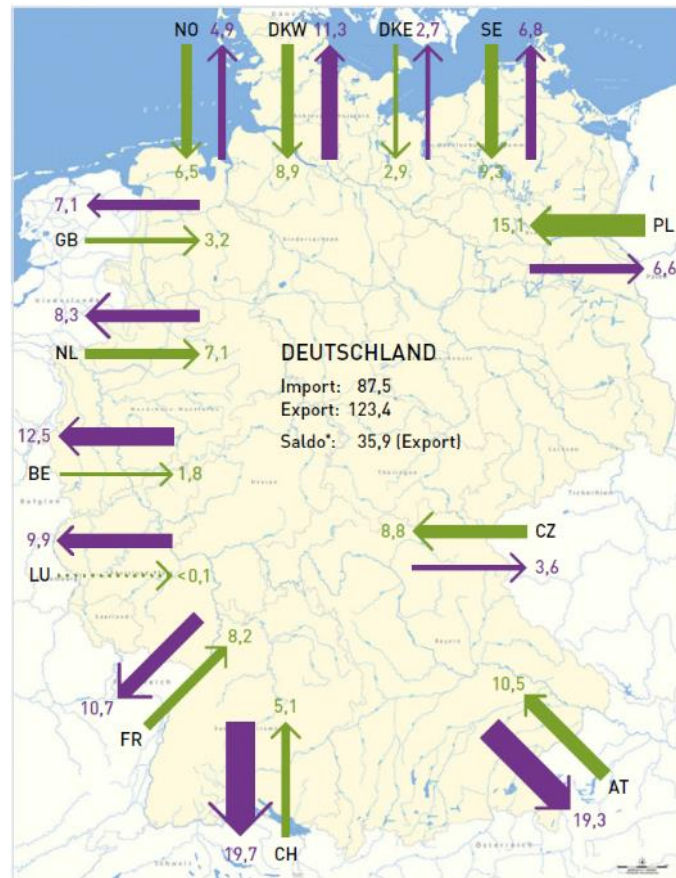 NO 4,9 DKW 11,3 DKE 2,7 SE 6,8
6,5 8,9 2,9 9,3
7,1
GB 3,2
15,1 PL
6,6
8,3
NL 7,1
DEUTSCHLAND
Import: 87,5
Export: 123,4
Saldo*: 35,9 (Export)
12,5
BE 1,8
9,9
LU <0,1
8,8 CZ
3,6
8,2
10,7
FR
5,1
19,7 CH
10,5
AT
19,3